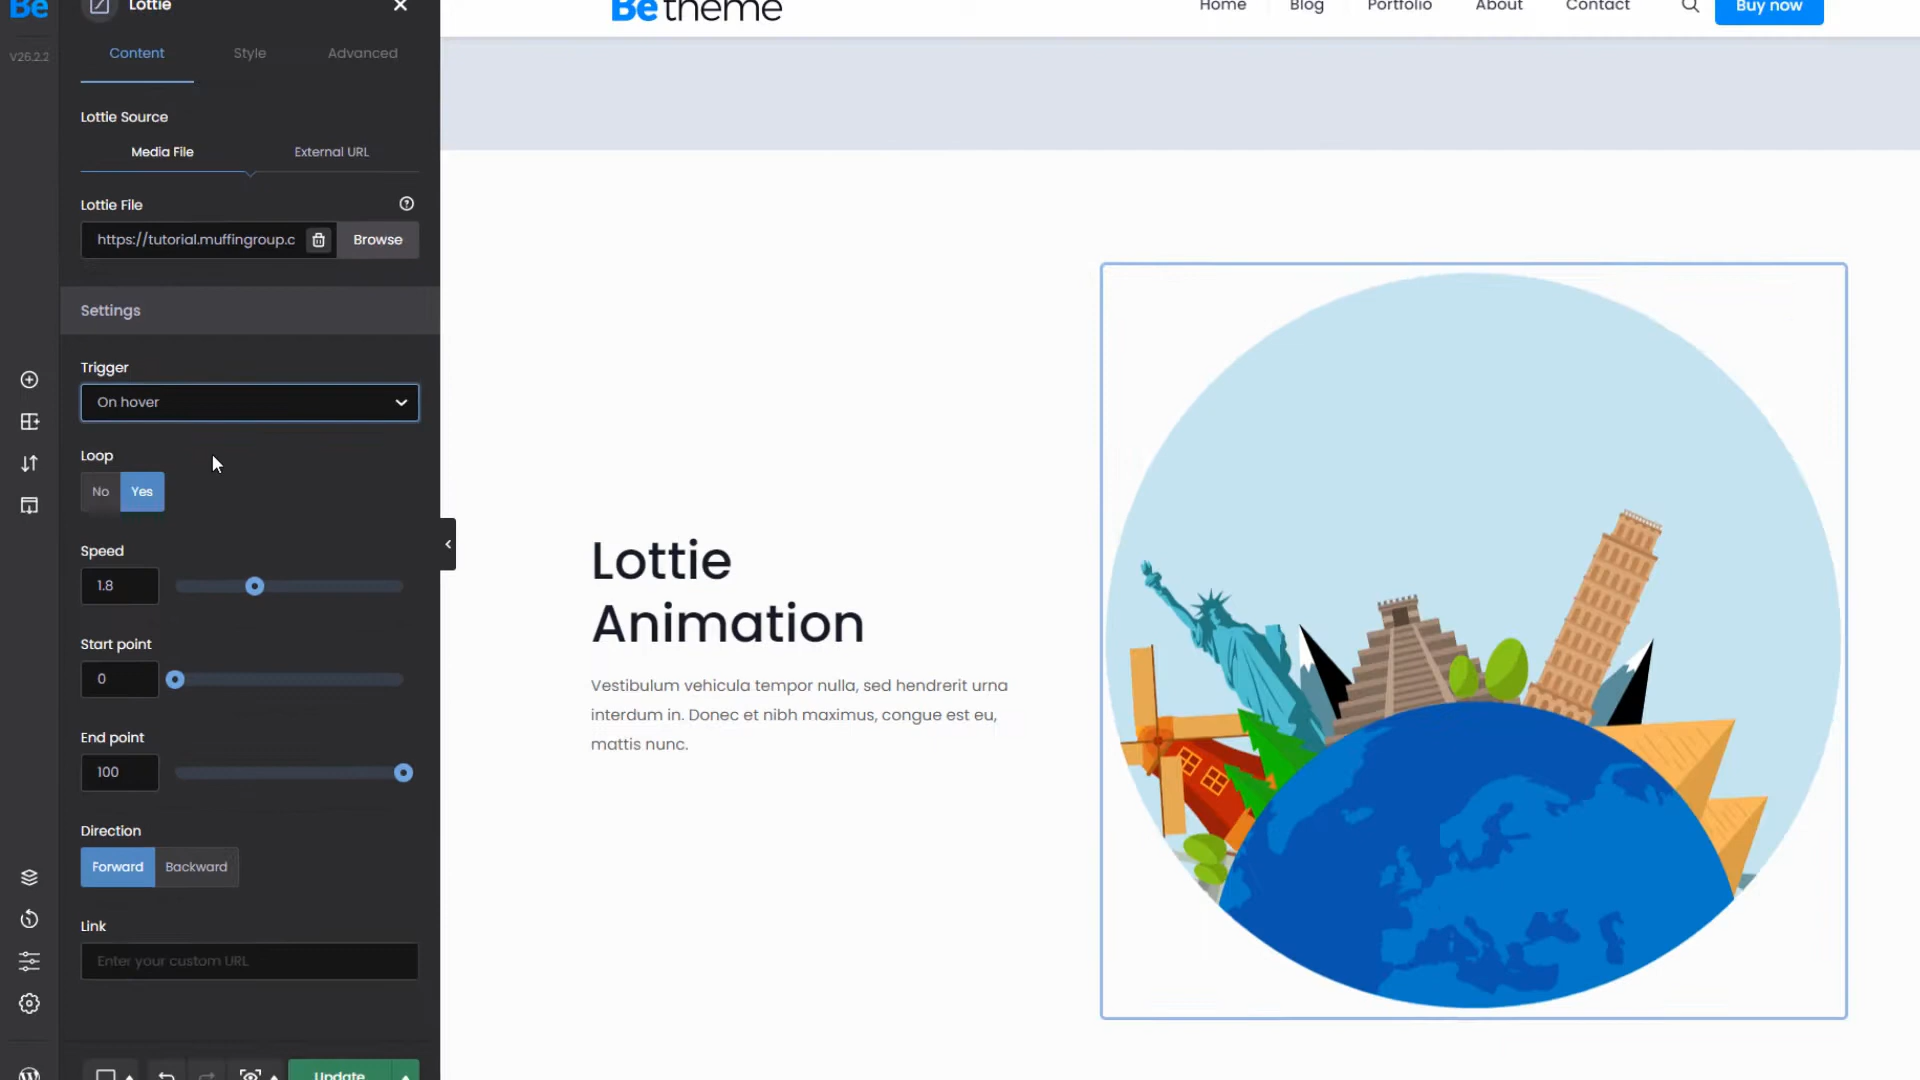 Be
V26.2.2
Lottie
Content Style Advanced
Lottie Source
Media File External URL
Lottie File
https://tutorial.muffingroup.c Browse
Settings
Trigger
On hover
Loop
No Yes
Speed
1.8
Start point
0
End point
100
Direction
Forward Backward
Link
Enter your custom URL
Update
Be theme
Home Blog Portfolio About Contact Buy now
Lottie
Animation
Vestibulum vehicula tempor nulla, sed hendrerit urna
interdum in. Donec et nibh maximus, congue est eu,
mattis nunc.